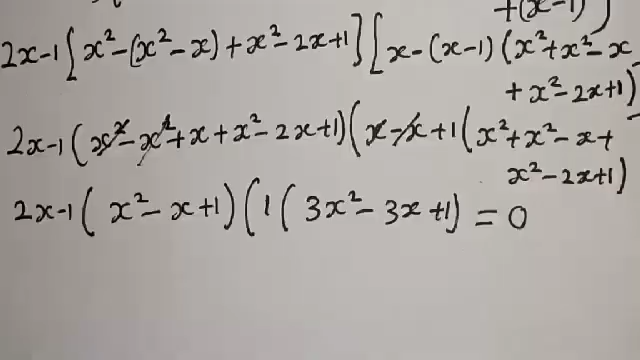 +(x-1)
2x-1[x²-(x²-x)+x²-2x+1][x-(x-1)(x²+x²-x
+x²-2x+1)
2x-1(x²-x²+x+x²-2x+1)(x-x+1(x²+x²-x+
x²-2x+1)
2x-1(x²-x+1)(1(3x²-3x+1)=0